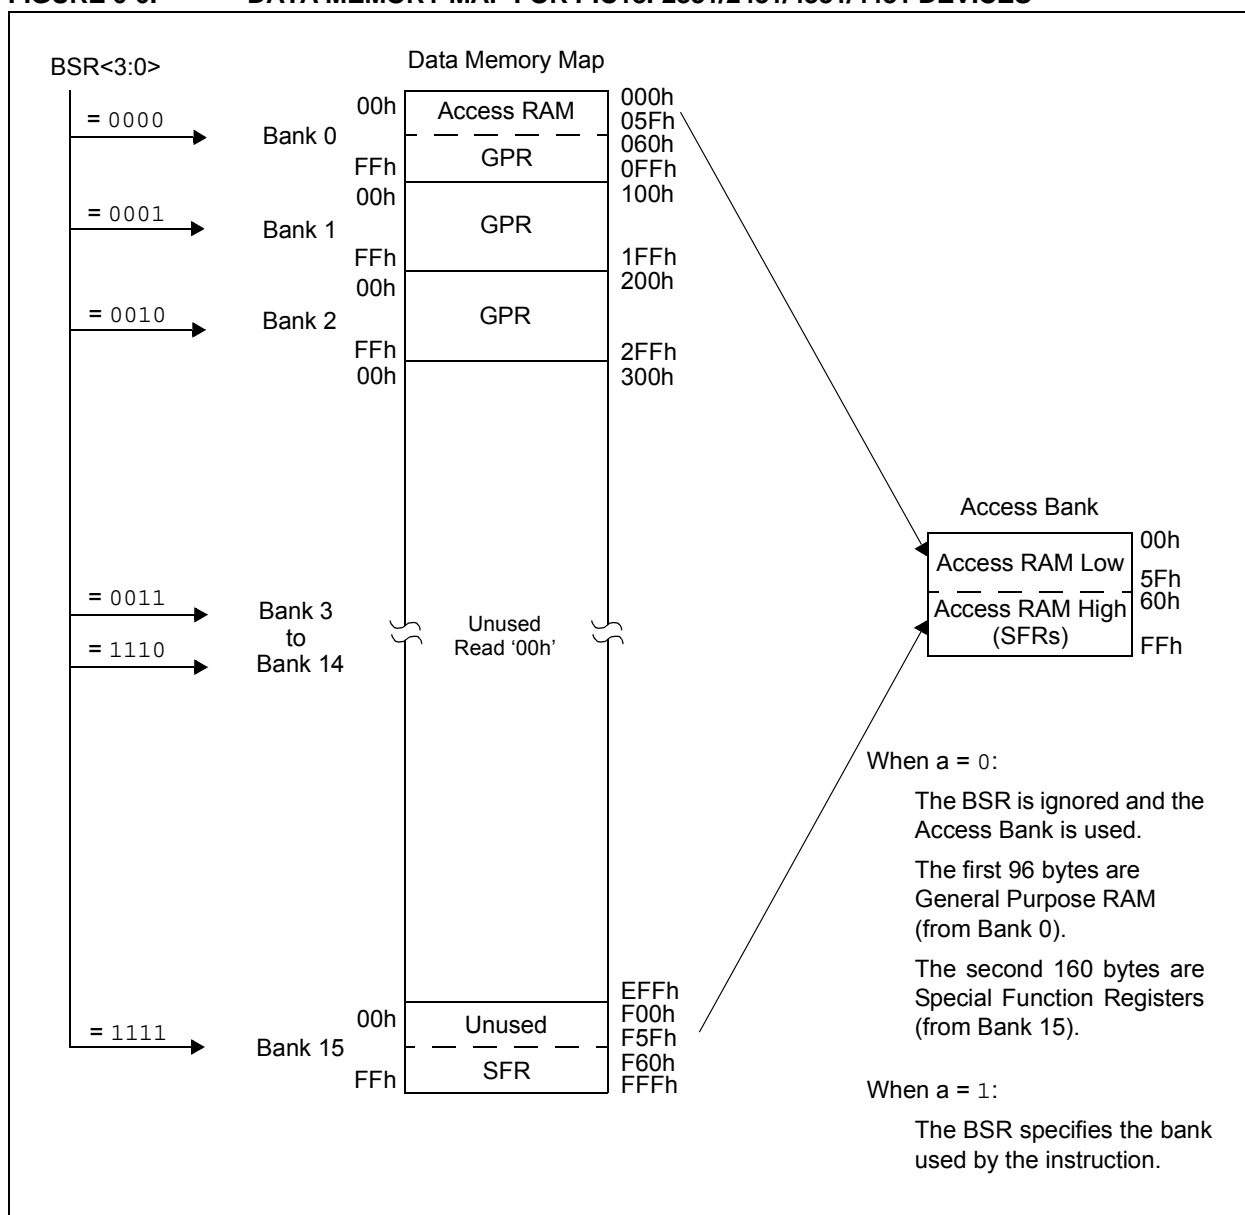 BSR<3:0>
Data Memory Map
= 0000
Bank 0
00h
Access RAM
000h
05Fh
FFh
GPR
060h
0FFh
= 0001
Bank 1
00h
GPR
100h
FFh
1FFh
= 0010
Bank 2
00h
GPR
200h
FFh
2FFh
00h
300h
= 0011
Bank 3
to
= 1110
Bank 14
Unused
Read ‘00h’
EFFh
= 1111
Bank 15
00h
Unused
F00h
F5Fh
FFh
SFR
F60h
FFFh
Access Bank
Access RAM Low
00h
5Fh
Access RAM High
(SFRs)
60h
FFh
When a = 0:
The BSR is ignored and the
Access Bank is used.
The first 96 bytes are
General Purpose RAM
(from Bank 0).
The second 160 bytes are
Special Function Registers
(from Bank 15).
When a = 1:
The BSR specifies the bank
used by the instruction.